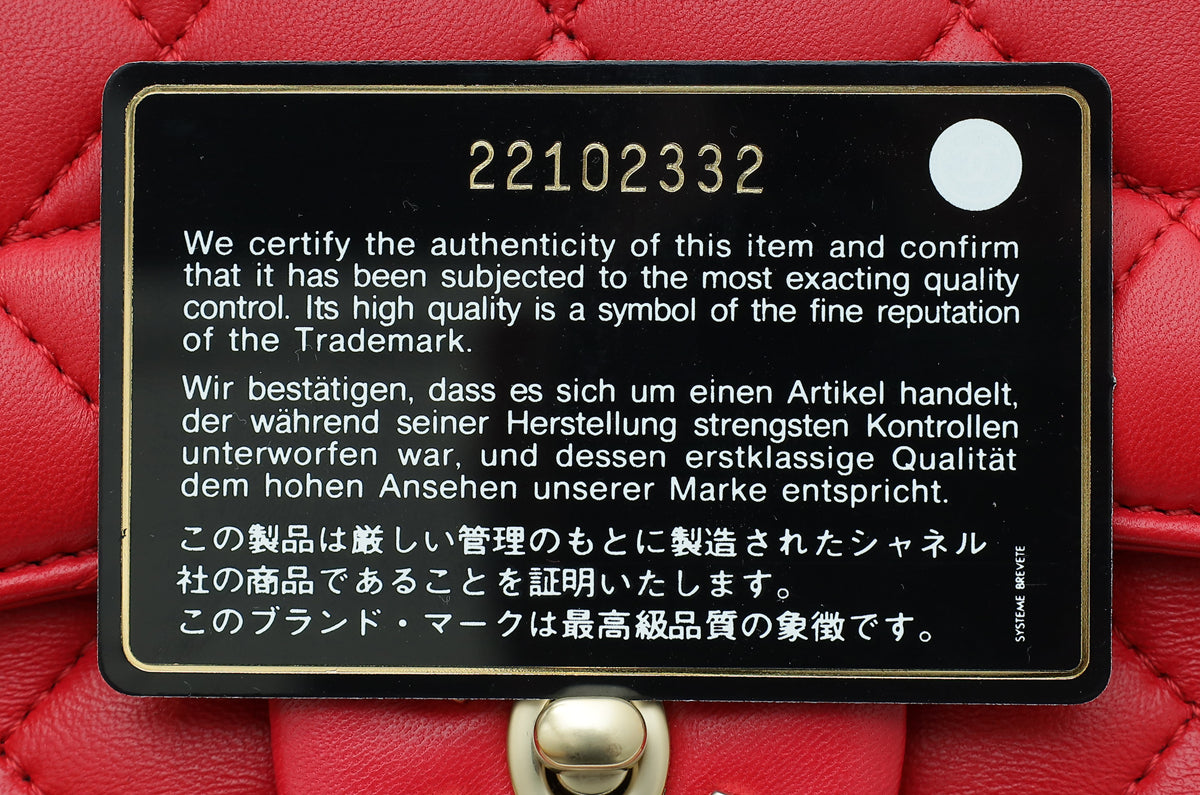 22102332
We certify the authenticity of this item and confirm
that it has been subjected to the most exacting quality
control. Its high quality is a symbol of the fine reputation
of the Trademark.
Wir bestätigen, dass es sich um einen Artikel handelt,
der während seiner Herstellung strengsten Kontrollen
unterworfen war, und dessen erstklassige Qualität
dem hohen Ansehen unserer Marke entspricht.
この製品は厳しい管理のもとに製造されたシャネル
社の商品であることを証明いたします。
このブランド・マークは最高級品質の象徴です。
SYSTEME BREVETE